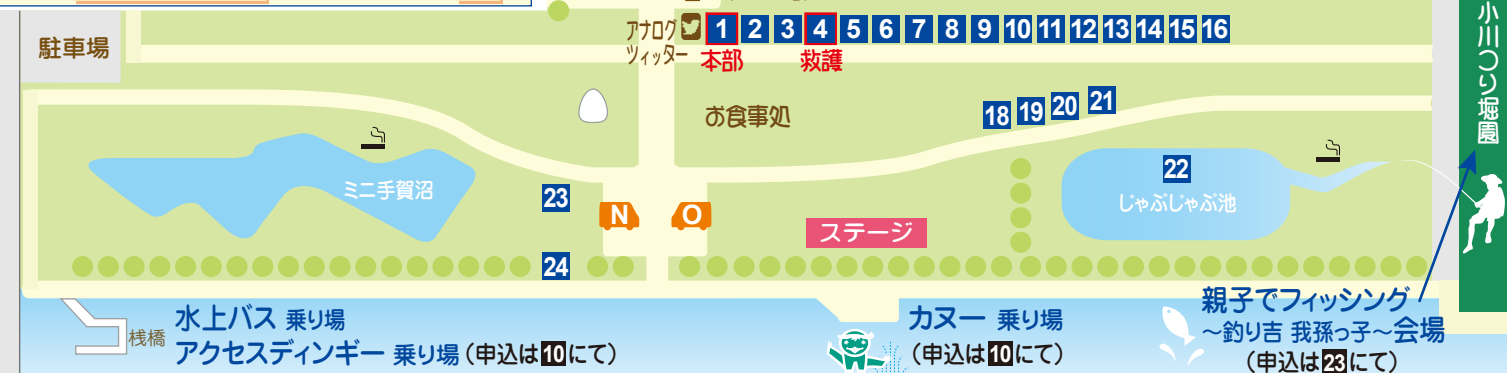 駐車場
アナログ
ツィッター
1 2 3 4 5 6 7 8 9 10 11 12 13 14 15 16
本部
救護
お食事処
18 19 20 21
22
じゃぶじゃぶ池
ミニ手賀沼
23
N O
ステージ
24
小川つり堀園
桟橋
水上バス 乗り場
アクセスディンギー 乗り場(申込は10にて)
カヌー 乗り場
(申込は10にて)
親子でフィッシング
~釣り吉 我孫っ子~会場
(申込は23にて)